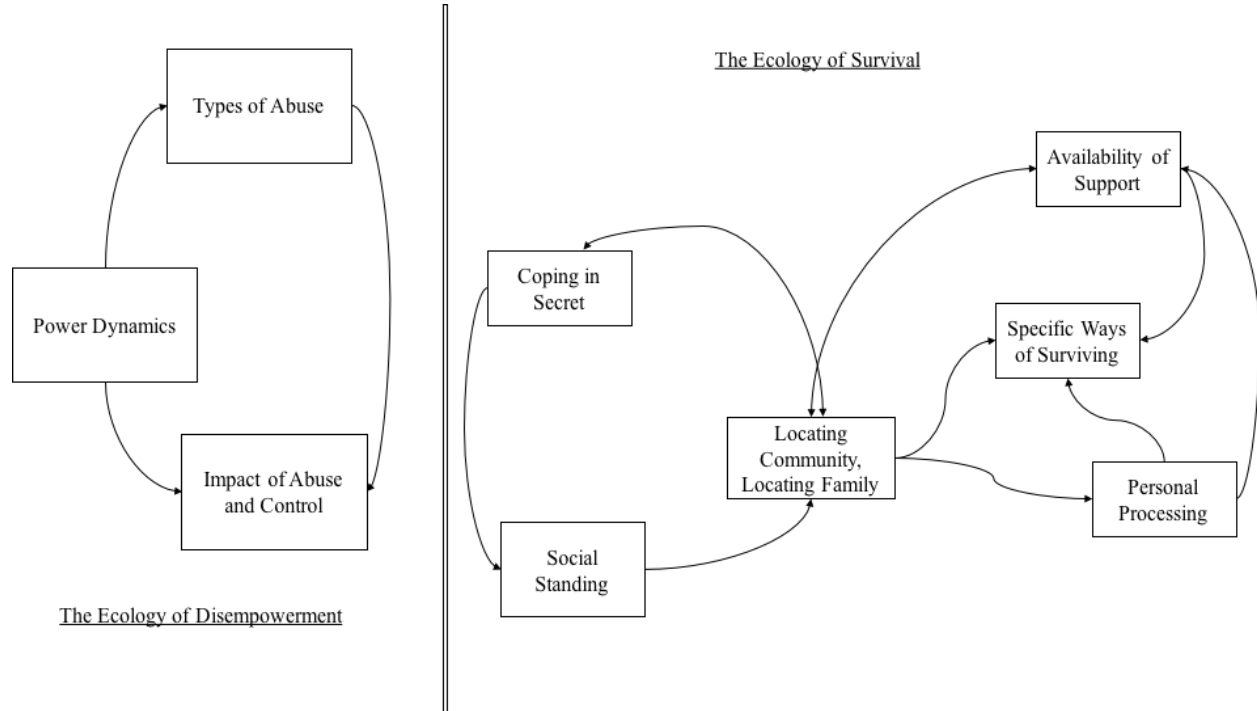 Types of Abuse
Power Dynamics
Impact of Abuse
and Control
The Ecology of Disempowerment
The Ecology of Survival
Availability of
Support
Coping in
Secret
Specific Ways
of Surviving
Locating
Community,
Locating Family
Personal
Processing
Social
Standing